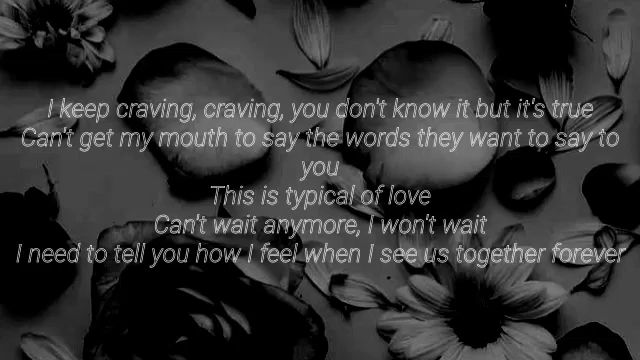 I keep craving, craving, you don't know it but it's true
Can't get my mouth to say the words they want to say to
you
This is typical of love
Can't wait anymore, I won't wait
I need to tell you how I feel when I see us together forever